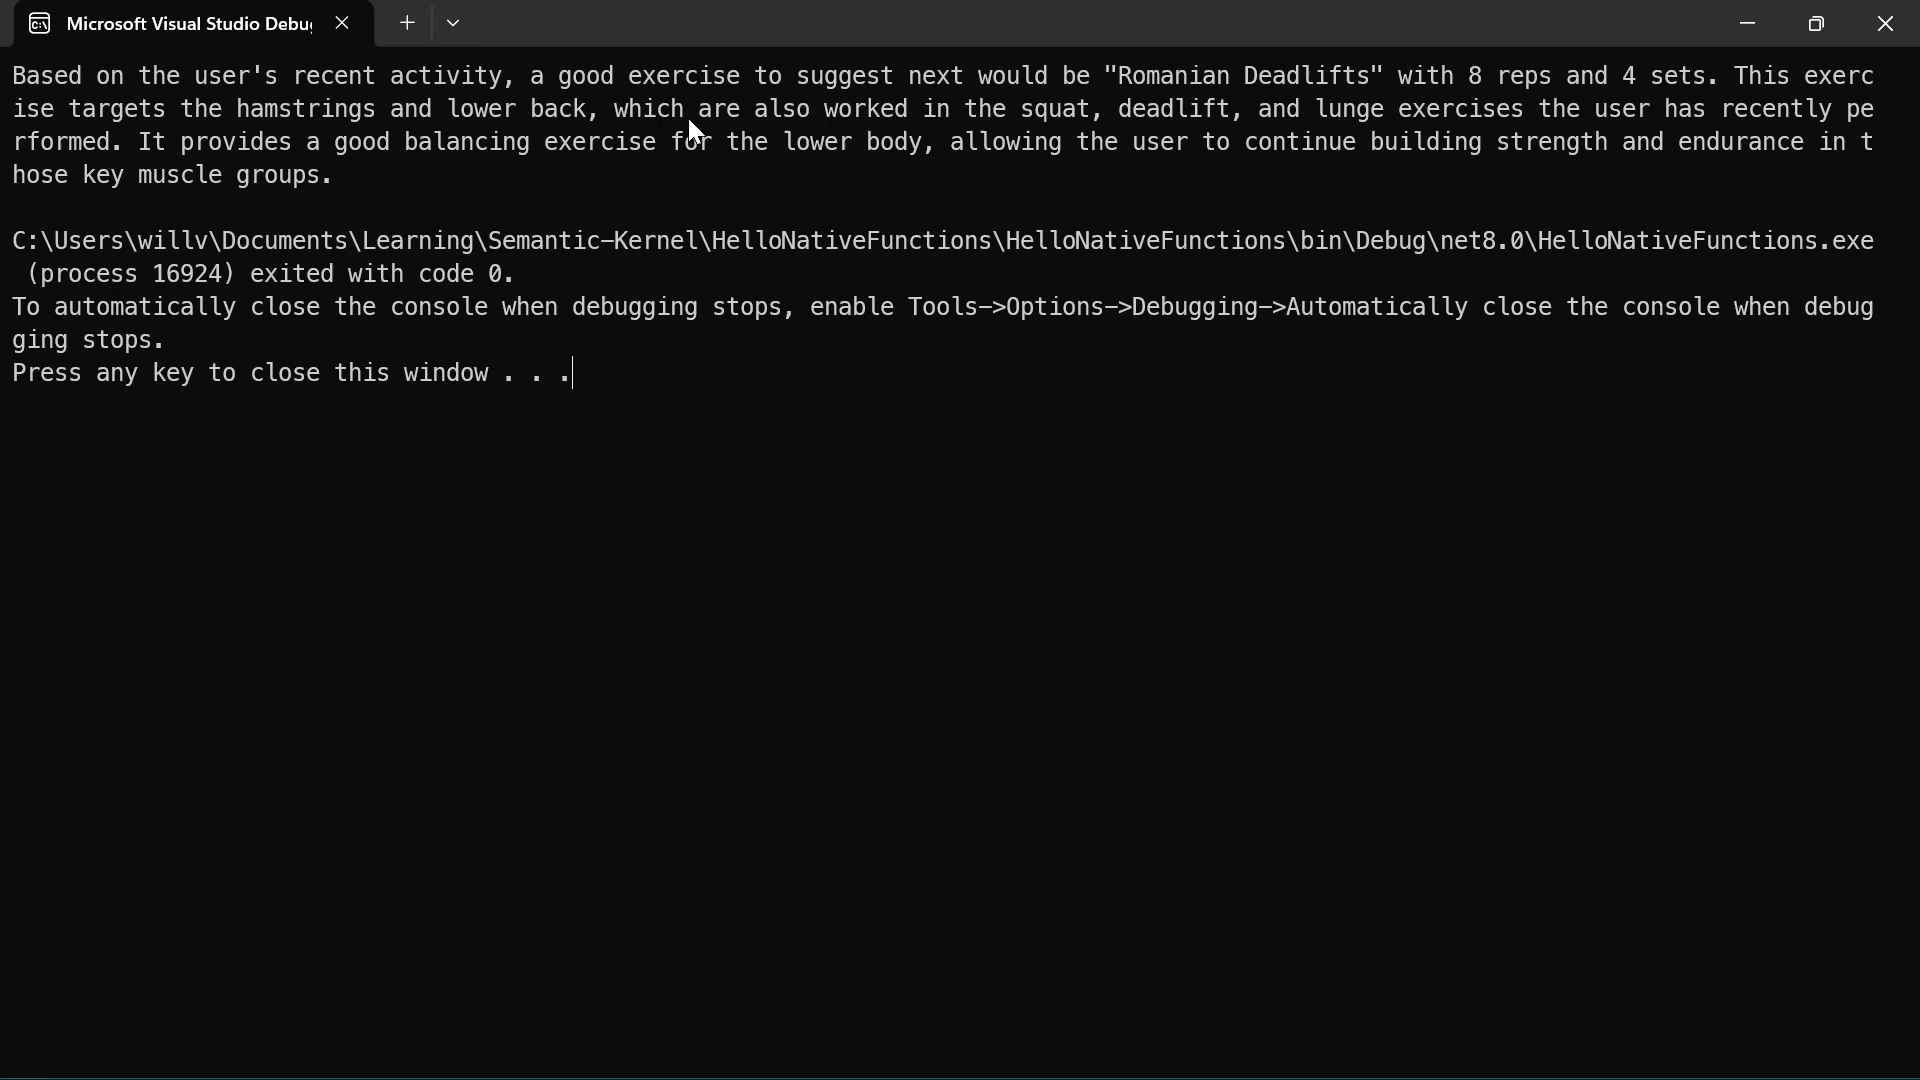 Microsoft Visual Studio Debu
Based on the user's recent activity, a good exercise to suggest next would be "Romanian Deadlifts" with 8 reps and 4 sets. This exerc
ise targets the hamstrings and lower back, which are also worked in the squat, deadlift, and lunge exercises the user has recently pe
rformed. It provides a good balancing exercise for the lower body, allowing the user to continue building strength and endurance in t
hose key muscle groups.
C:\Users\willv\Documents\Learning\Semantic-Kernel\HelloNativeFunctions\HelloNativeFunctions\bin\Debug\net8.0\HelloNativeFunctions.exe
(process 16924) exited with code 0.
To automatically close the console when debugging stops, enable Tools->Options->Debugging->Automatically close the console when debug
ging stops.
Press any key to close this window . . .